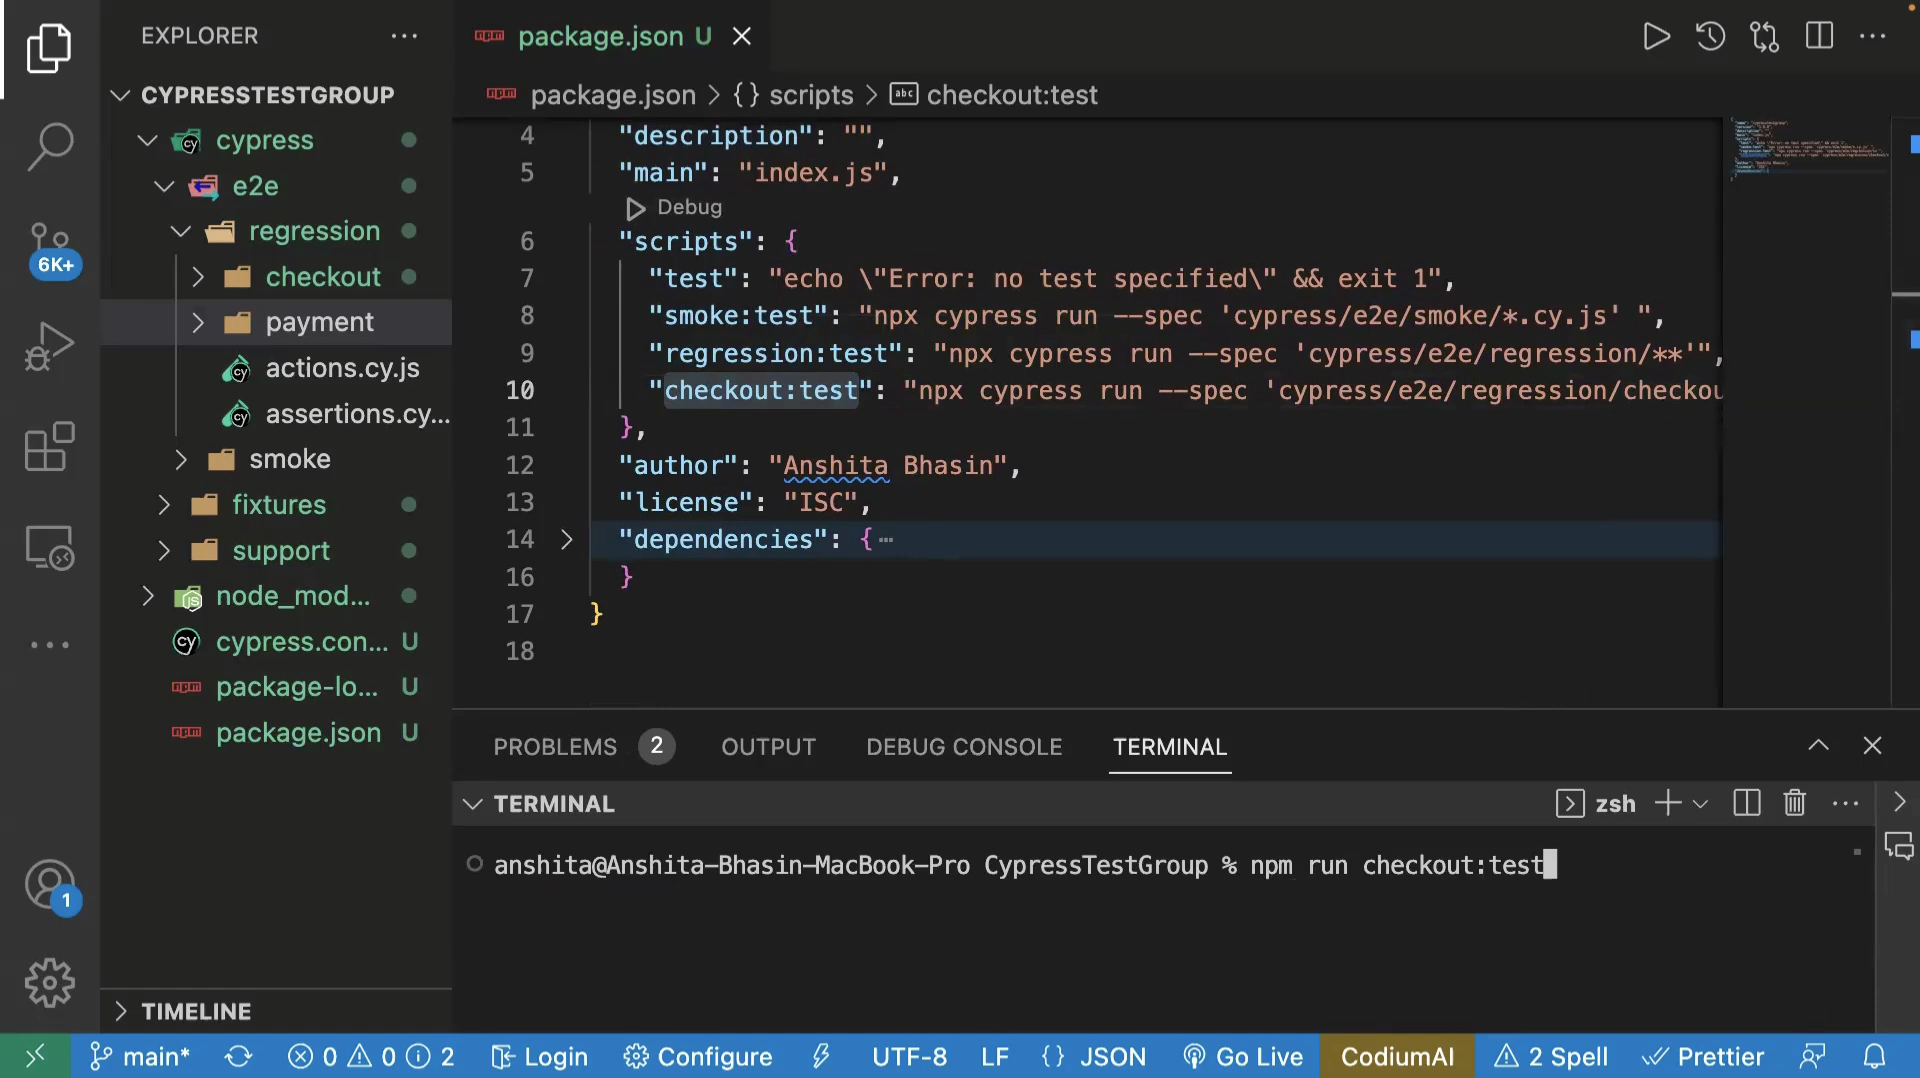 EXPLORER
CYPRESSTESTGROUP
cypress
e2e
regression
checkout
payment
actions.cy.js
assertions.cy...
smoke
fixtures
support
node_mod...
cypress.con... U
package-lo... U
package.json U
TIMELINE
6K+
1
package.json U
package.json > {} scripts > abc checkout:test
4 "description": "",
5 "main": "index.js",
Debug
6 "scripts": {
7 "test": "echo \"Error: no test specified\" && exit 1",
8 "smoke:test": "npx cypress run --spec 'cypress/e2e/smoke/*.cy.js' ",
9 "regression:test": "npx cypress run --spec 'cypress/e2e/regression/**'",
10 "checkout:test": "npx cypress run --spec 'cypress/e2e/regression/checkou
11 },
12 "author": "Anshita Bhasin",
13 "license": "ISC",
14 "dependencies": {...
16 }
17 }
18
PROBLEMS 2 OUTPUT DEBUG CONSOLE TERMINAL
TERMINAL
zsh
anshita@Anshita-Bhasin-MacBook-Pro CypressTestGroup % npm run checkout:test
main* 0 0 2 Login Configure UTF-8 LF {} JSON Go Live CodiumAI 2 Spell Prettier